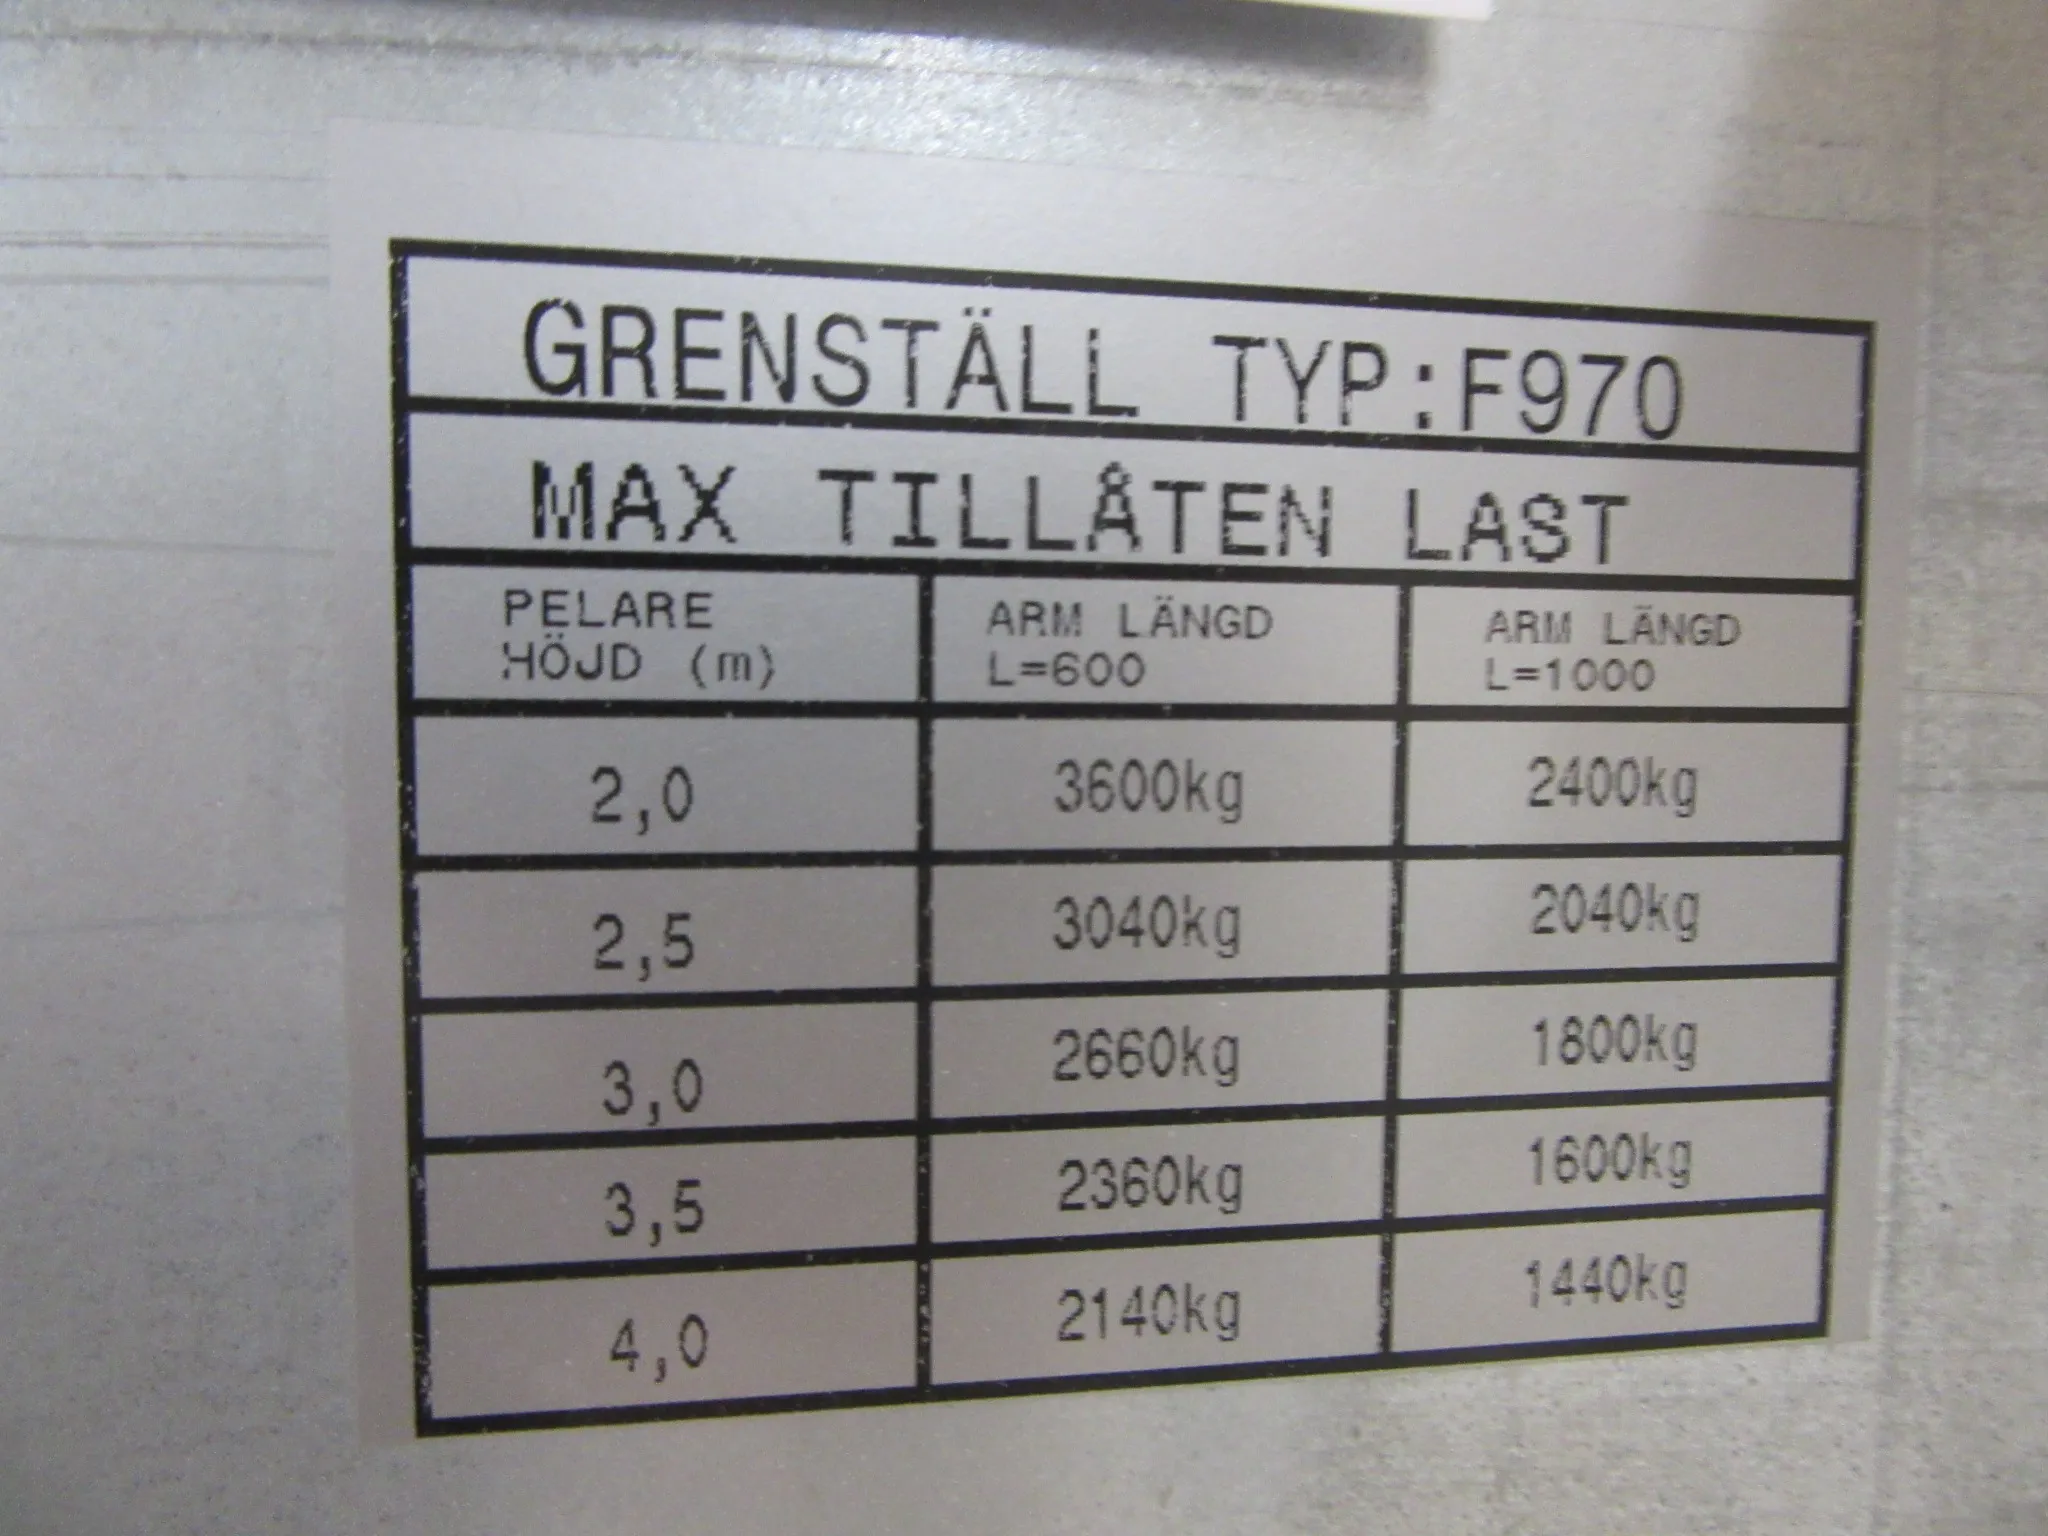 GRENSTÄLL TYP:F970
MAX TILLÅTEN LAST
PELARE HÖJD (m) ARM LÄNGD L=600 ARM LÄNGD L=1000
2,0 3600kg 2400kg
2,5 3040kg 2040kg
3,0 2660kg 1800kg
3,5 2360kg 1600kg
4,0 2140kg 1440kg